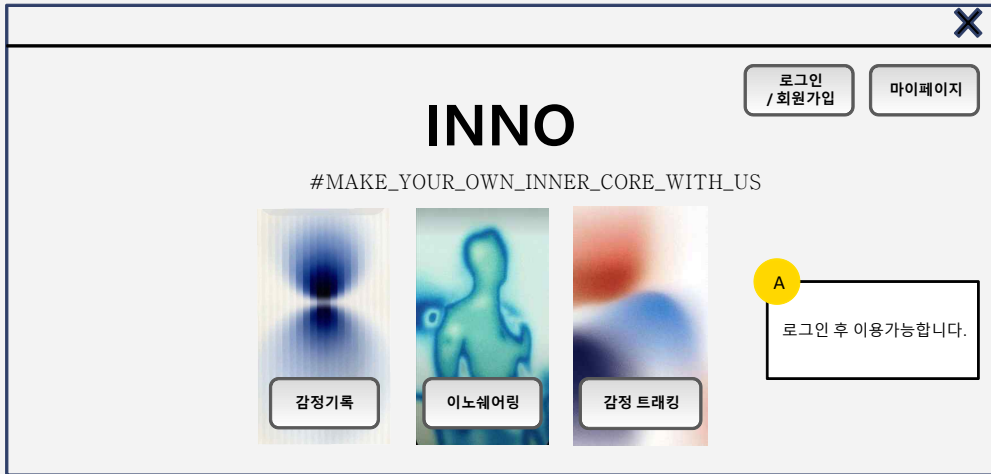 로그인
/ 회원가입
마이페이지
INNO
#MAKE_YOUR_OWN_INNER_CORE_WITH_US
A
로그인 후 이용가능합니다.
감정기록
이노쉐어링
감정 트래킹